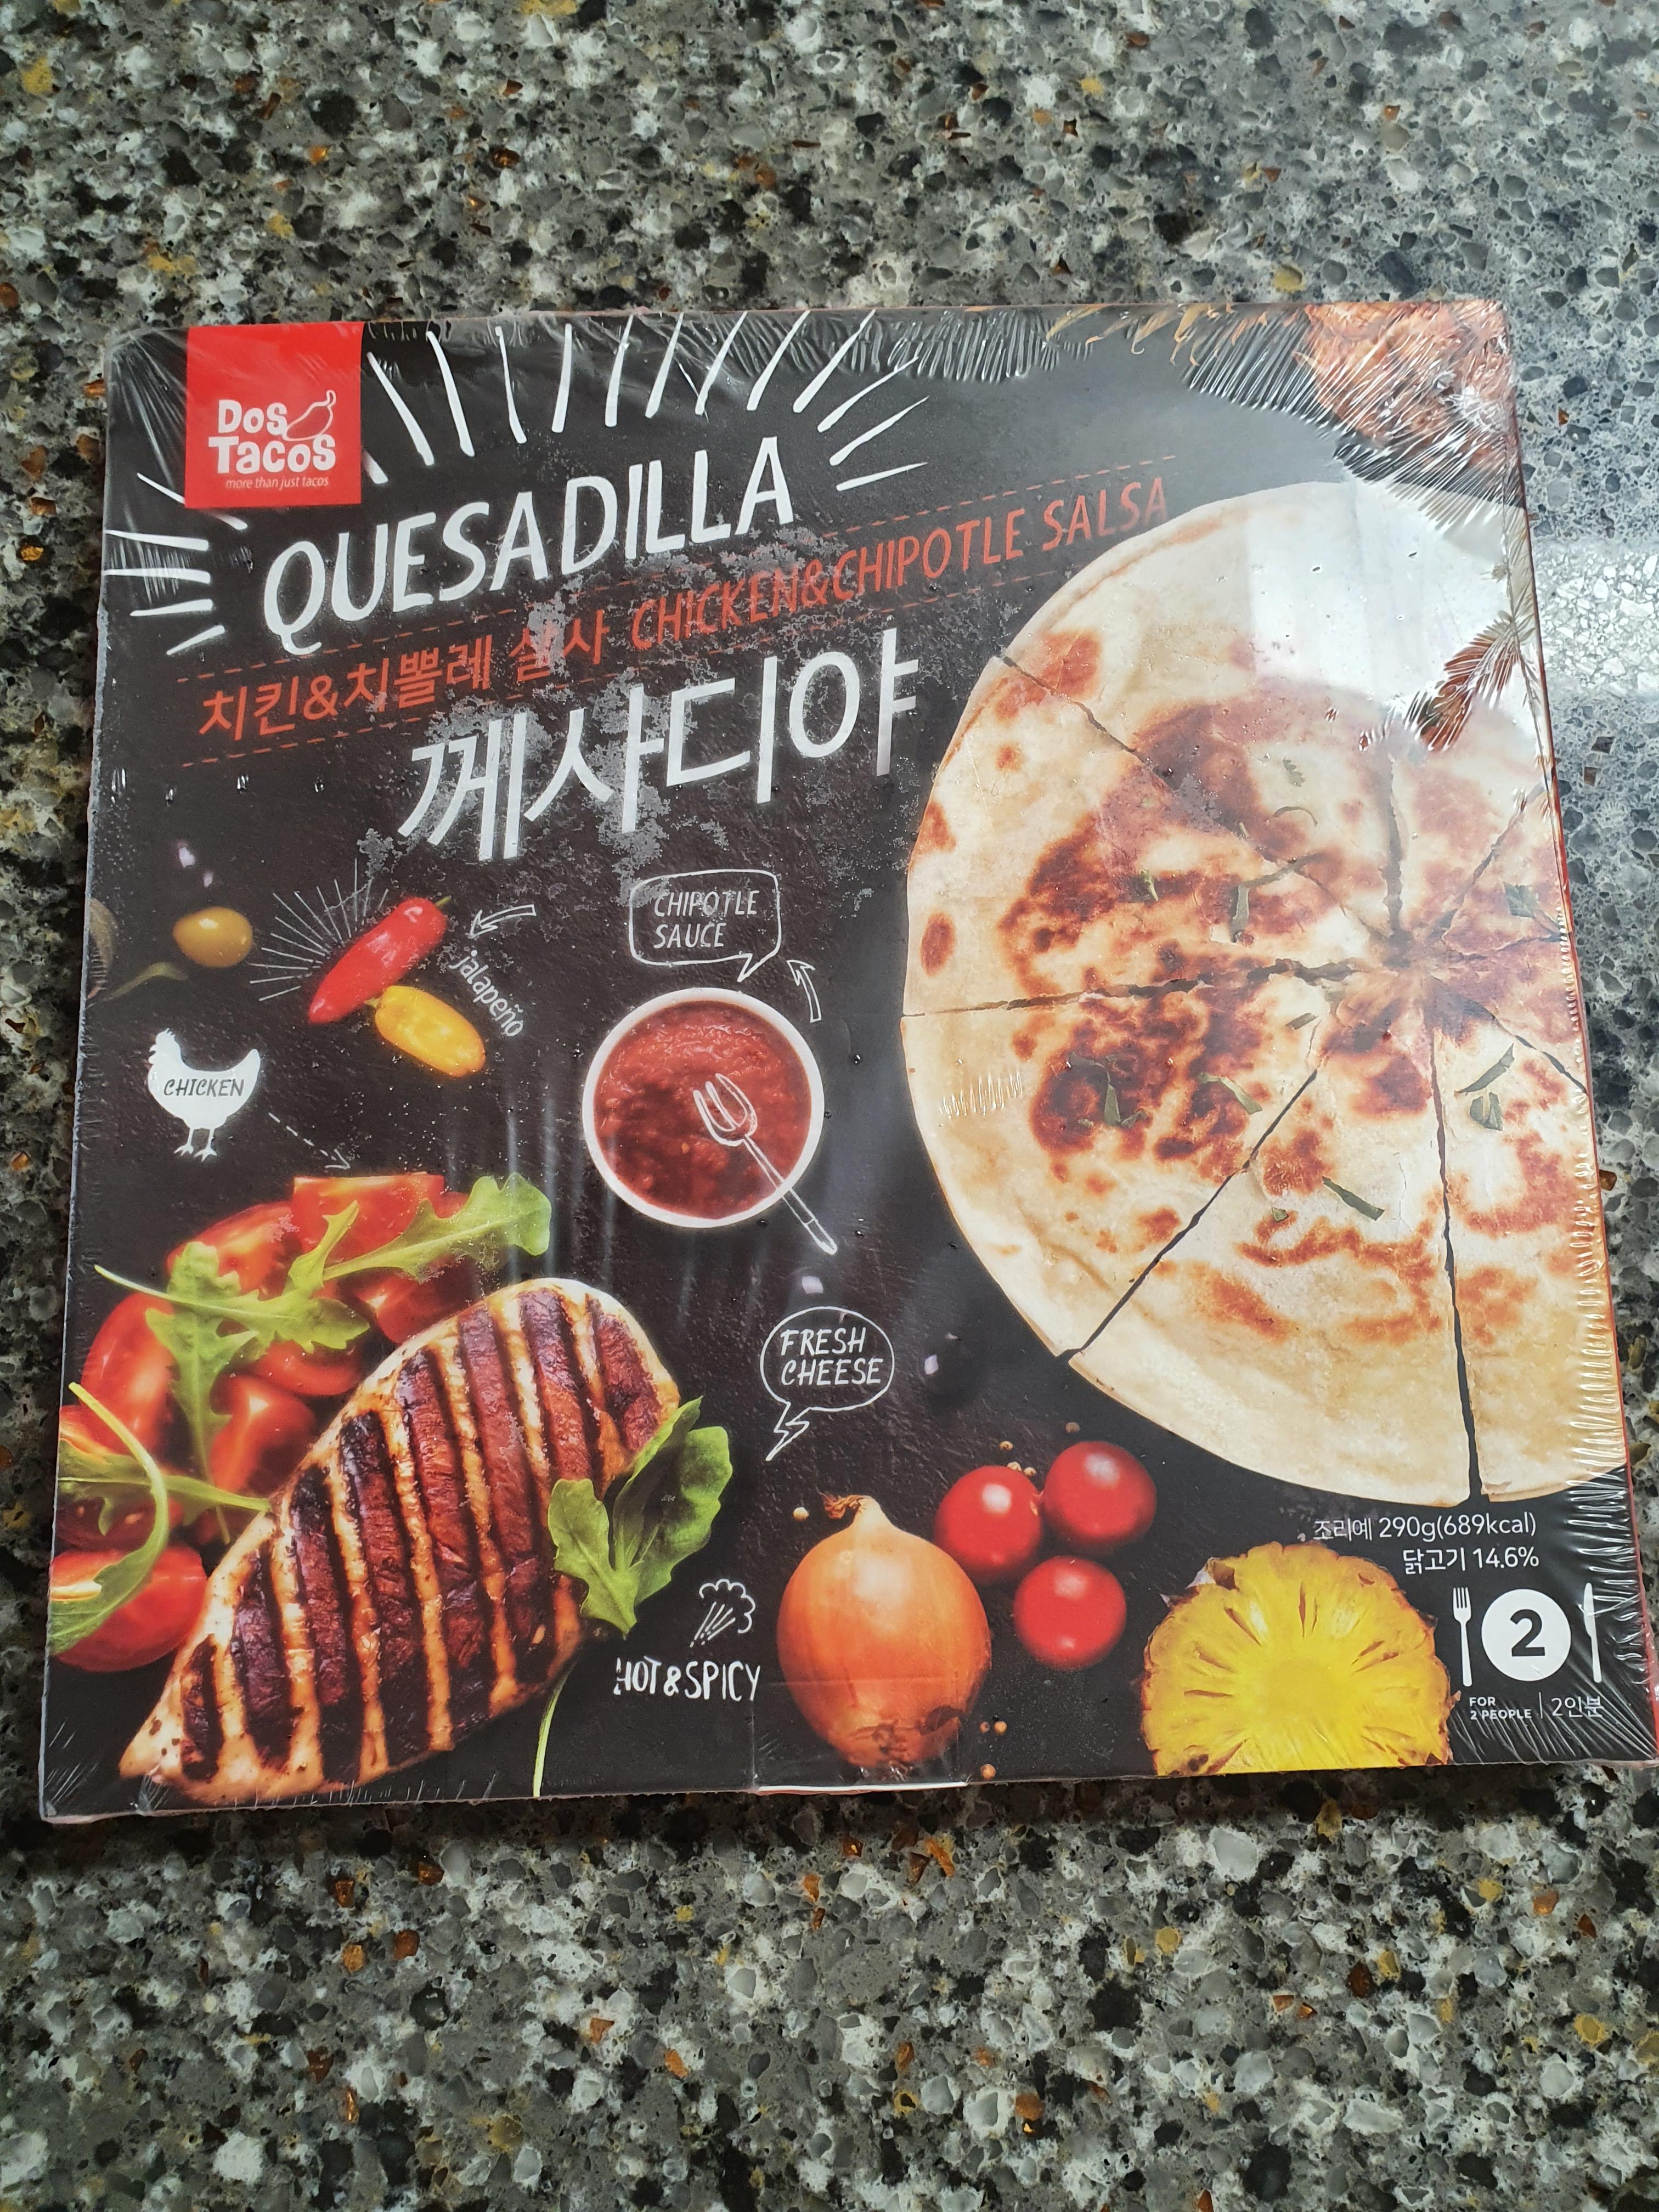 Dos
Tacos
more than just tacos
QUESADILLA
치킨&치뽈레 살사 CHICKEN&CHIPOTLE SALSA
께사디야
CHIPOTLE
SAUCE
jalapeño
CHICKEN
FRESH
CHEESE
HOT&SPICY
조리예 290g(689kcal)
닭고기 14.6%
2
FOR
2 PEOPLE
2인분